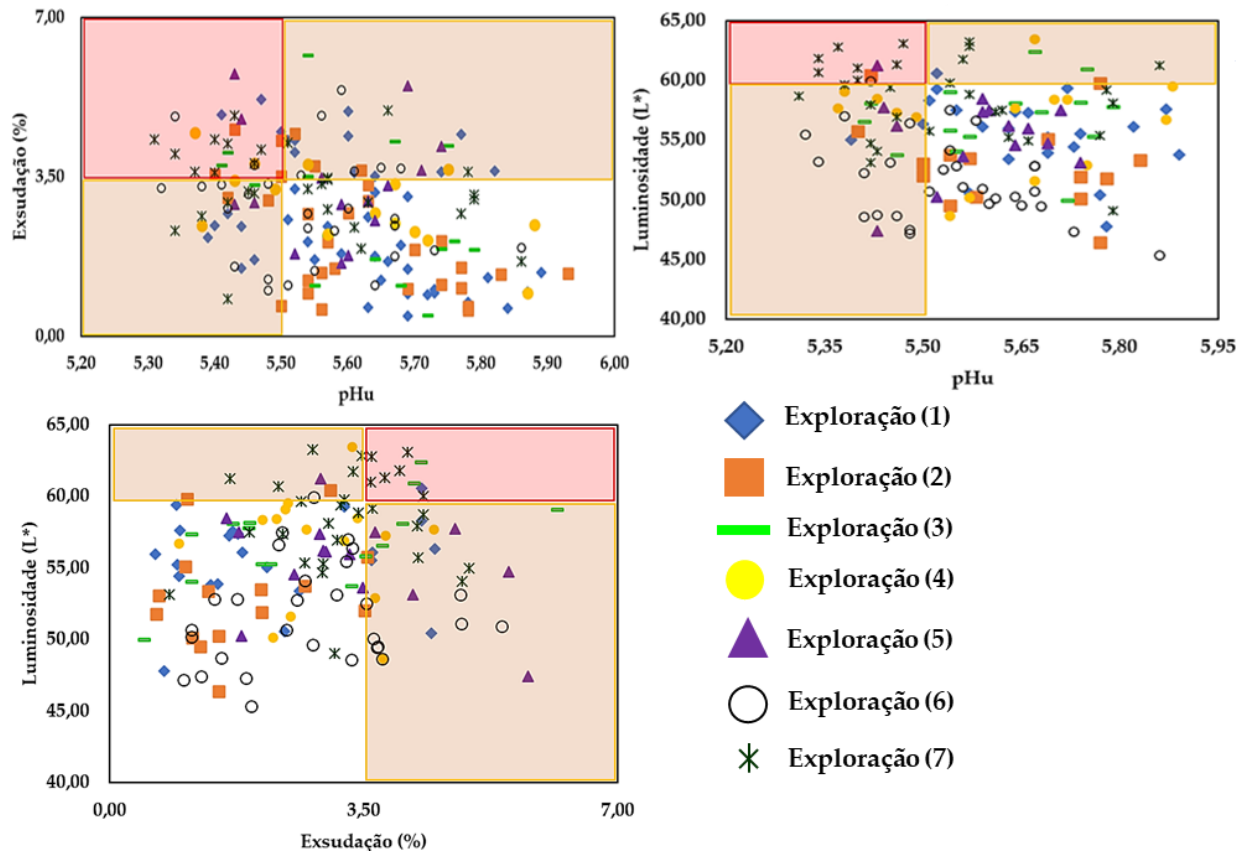 7,00
3,50
0,00
Exsudação (%)
5,20
5,30
5,40
5,50
5,60
5,70
5,80
5,90
6,00
pHu
65,00
60,00
55,00
50,00
45,00
40,00
Luminosidade (L*)
5,20
5,35
5,50
5,65
5,80
5,95
pHu
65,00
60,00
55,00
50,00
45,00
40,00
Luminosidade (L*)
0,00
3,50
7,00
Exsudação (%)
Exploração (1)
Exploração (2)
Exploração (3)
Exploração (4)
Exploração (5)
Exploração (6)
Exploração (7)